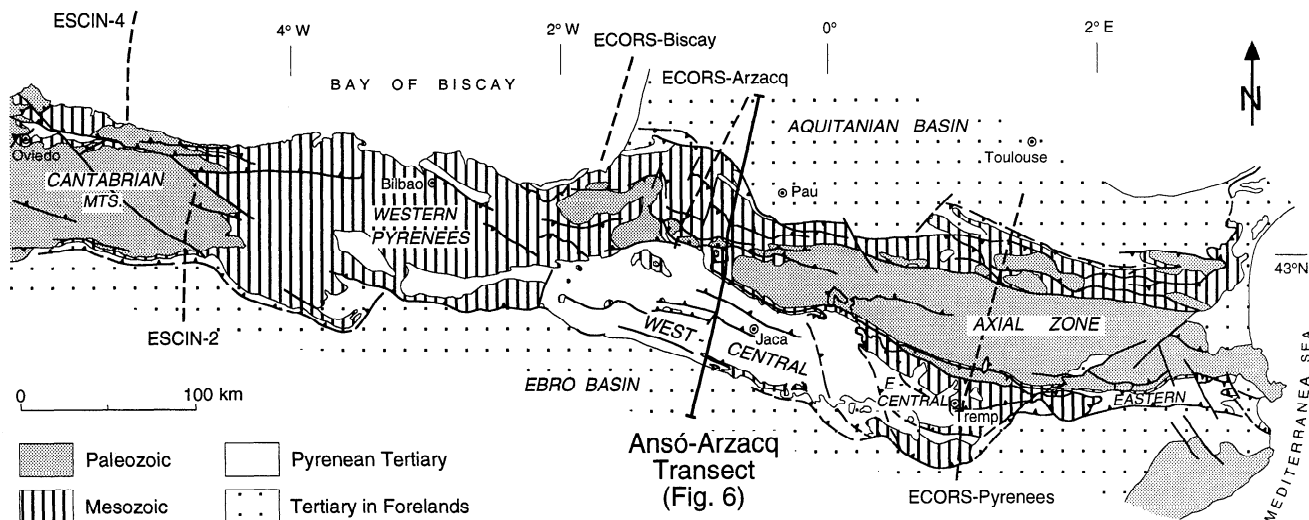 ESCIN-4
4° W
2° W
ECORS-Biscay
0°
2° E
BAY OF BISCAY
ECORS-Arzacq
N
AQUITANIAN BASIN
Oviedo
Toulouse
CANTABRIAN
MTS.
Bilbao
Pau
WESTERN
PYRENEES
43°N
ESCIN-2
WEST-
CENTRAL
Jaca
AXIAL ZONE
EBRO BASIN
E-
CENTRAL
Tremp
EASTERN
0
100 km
MEDITERRANEA SEA
Ansó-Arzacq
Transect
(Fig. 6)
ECORS-Pyrenees
Paleozoic
Pyrenean Tertiary
Mesozoic
Tertiary in Forelands